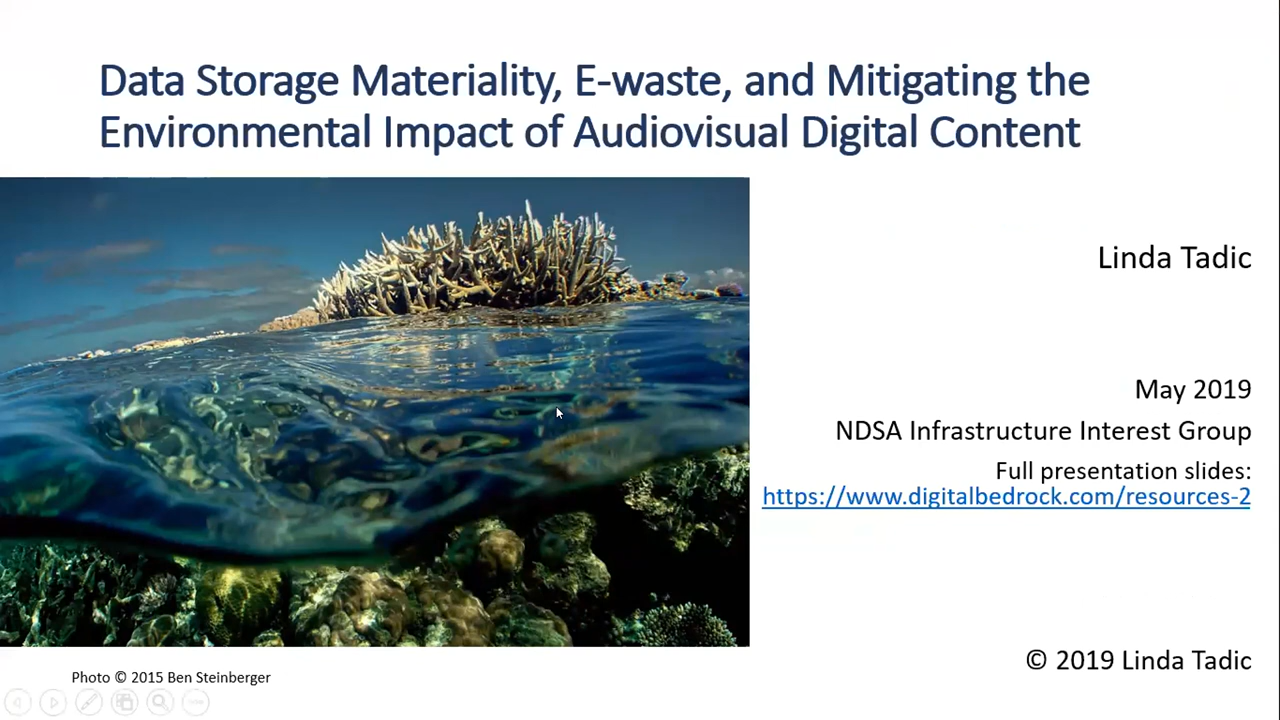 Data Storage Materiality, E-waste, and Mitigating the
Environmental Impact of Audiovisual Digital Content
Linda Tadic
May 2019
NDSA Infrastructure Interest Group
Full presentation slides:
https://www.digitalbedrock.com/resources-2
© 2019 Linda Tadic
Photo © 2015 Ben Steinberger